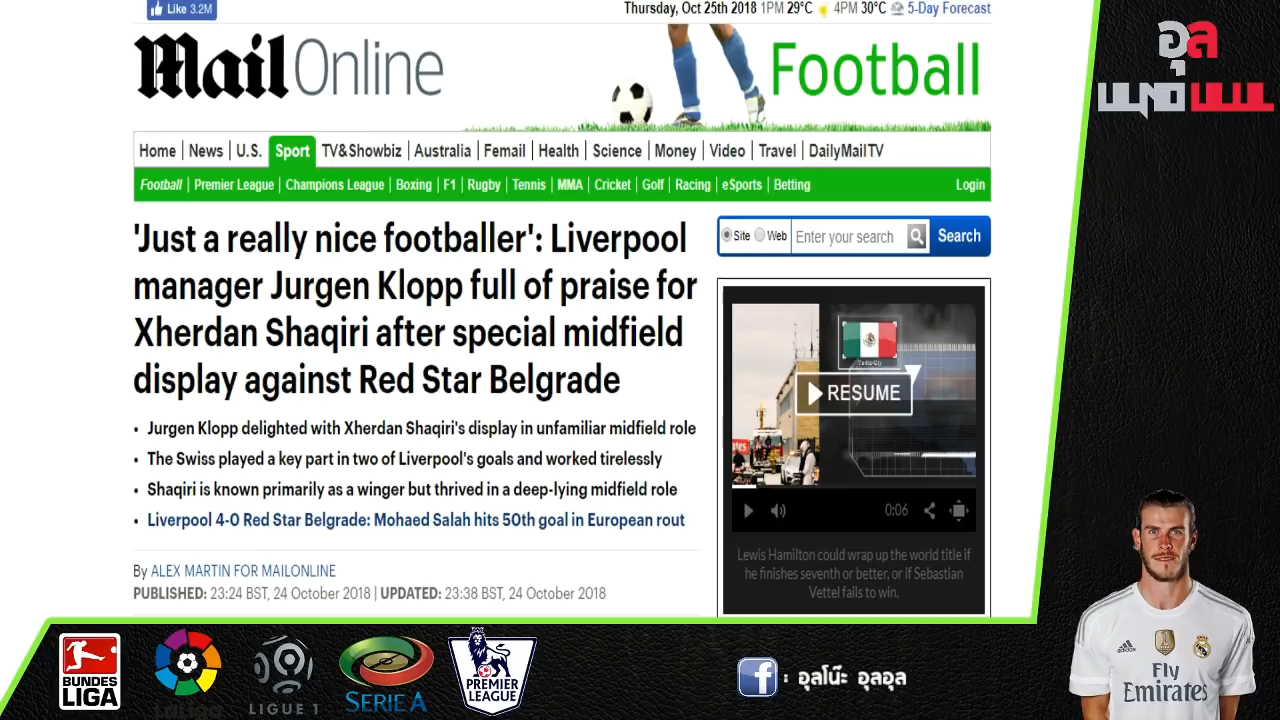 Like 3.2M
Thursday, Oct 25th 2018 1PM 29°C 4PM 30°C 5-Day Forecast
Mail Online
Football
Home News U.S. Sport TV&Showbiz Australia Femail Health Science Money Video Travel DailyMailTV
Football Premier League Champions League Boxing F1 Rugby Tennis MMA Cricket Golf Racing eSports Betting Login
'Just a really nice footballer': Liverpool
manager Jurgen Klopp full of praise for
Xherdan Shaqiri after special midfield
display against Red Star Belgrade
• Jurgen Klopp delighted with Xherdan Shaqiri's display in unfamiliar midfield role
• The Swiss played a key part in two of Liverpool's goals and worked tirelessly
• Shaqiri is known primarily as a winger but thrived in a deep-lying midfield role
• Liverpool 4-0 Red Star Belgrade: Mohaed Salah hits 50th goal in European rout
By ALEX MARTIN FOR MAILONLINE
PUBLISHED: 23:24 BST, 24 October 2018 | UPDATED: 23:38 BST, 24 October 2018
Site Web Enter your search Search
RESUME
0:06
Lewis Hamilton could wrap up the world title if
he finishes seventh or better, or if Sebastian
Vettel fails to win.
อุล
BUNDES
LIGA
LaLiga
LIGUE 1
SERIE A
PREMIER
LEAGUE
f : อุลโน๊ะ อุลอุล
adidas
Fly
Emirates